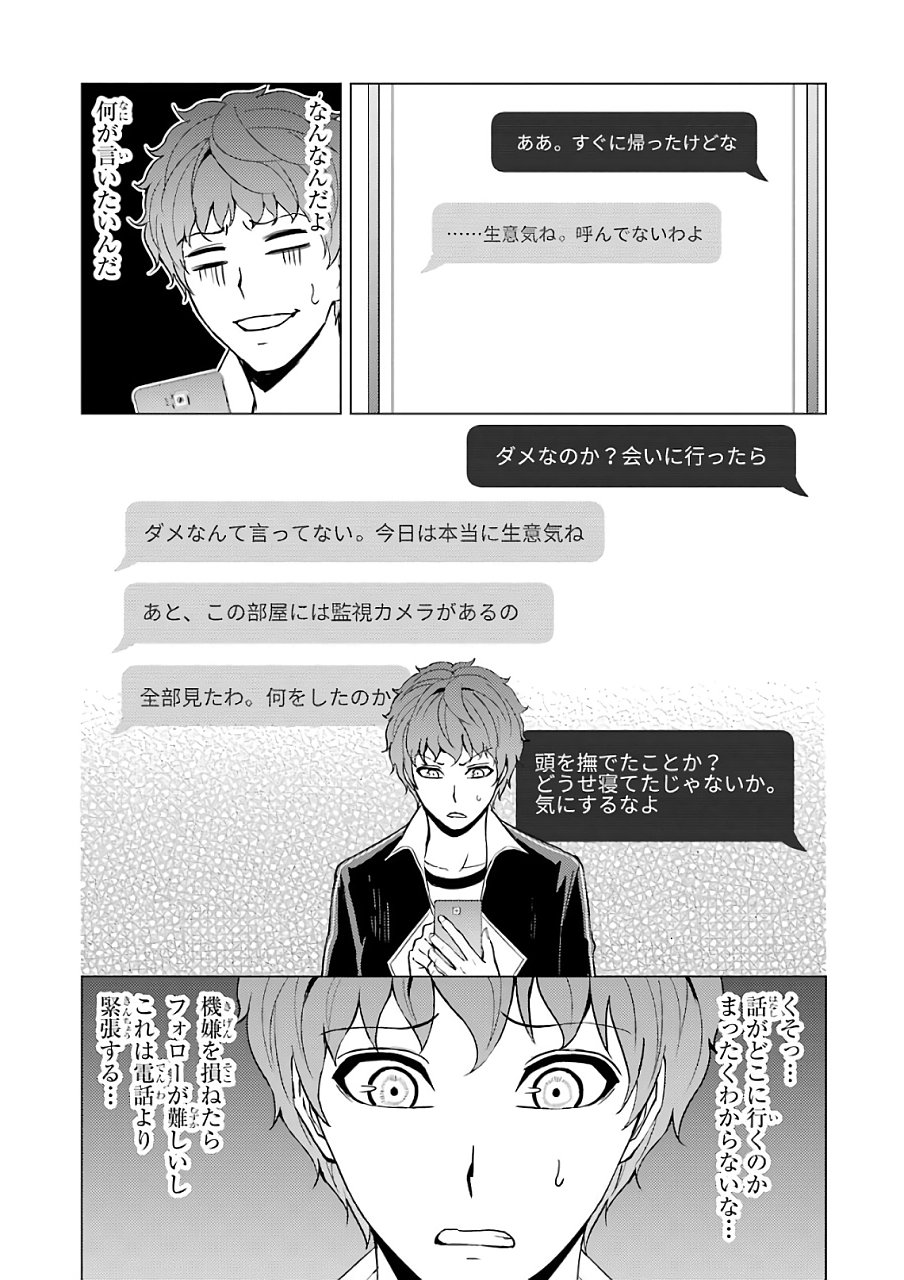 ああ。すぐに帰ったけどな
……生意気ね。呼んでないわよ
なんなんだよ
何が言いたいんだ
ダメなのか？会いに行ったら
ダメなんて言ってない。今日は本当に生意気ね
あと、この部屋には監視カメラがあるの
全部見たわ。何をしたのか
頭を撫でたことか？
どうせ寝てたじゃないか。
気にするなよ
くそっ…
話がどこに行くのか
まったくわからないな…
機嫌を損ねたら
フォローが難しいし
これは電話より
緊張する…